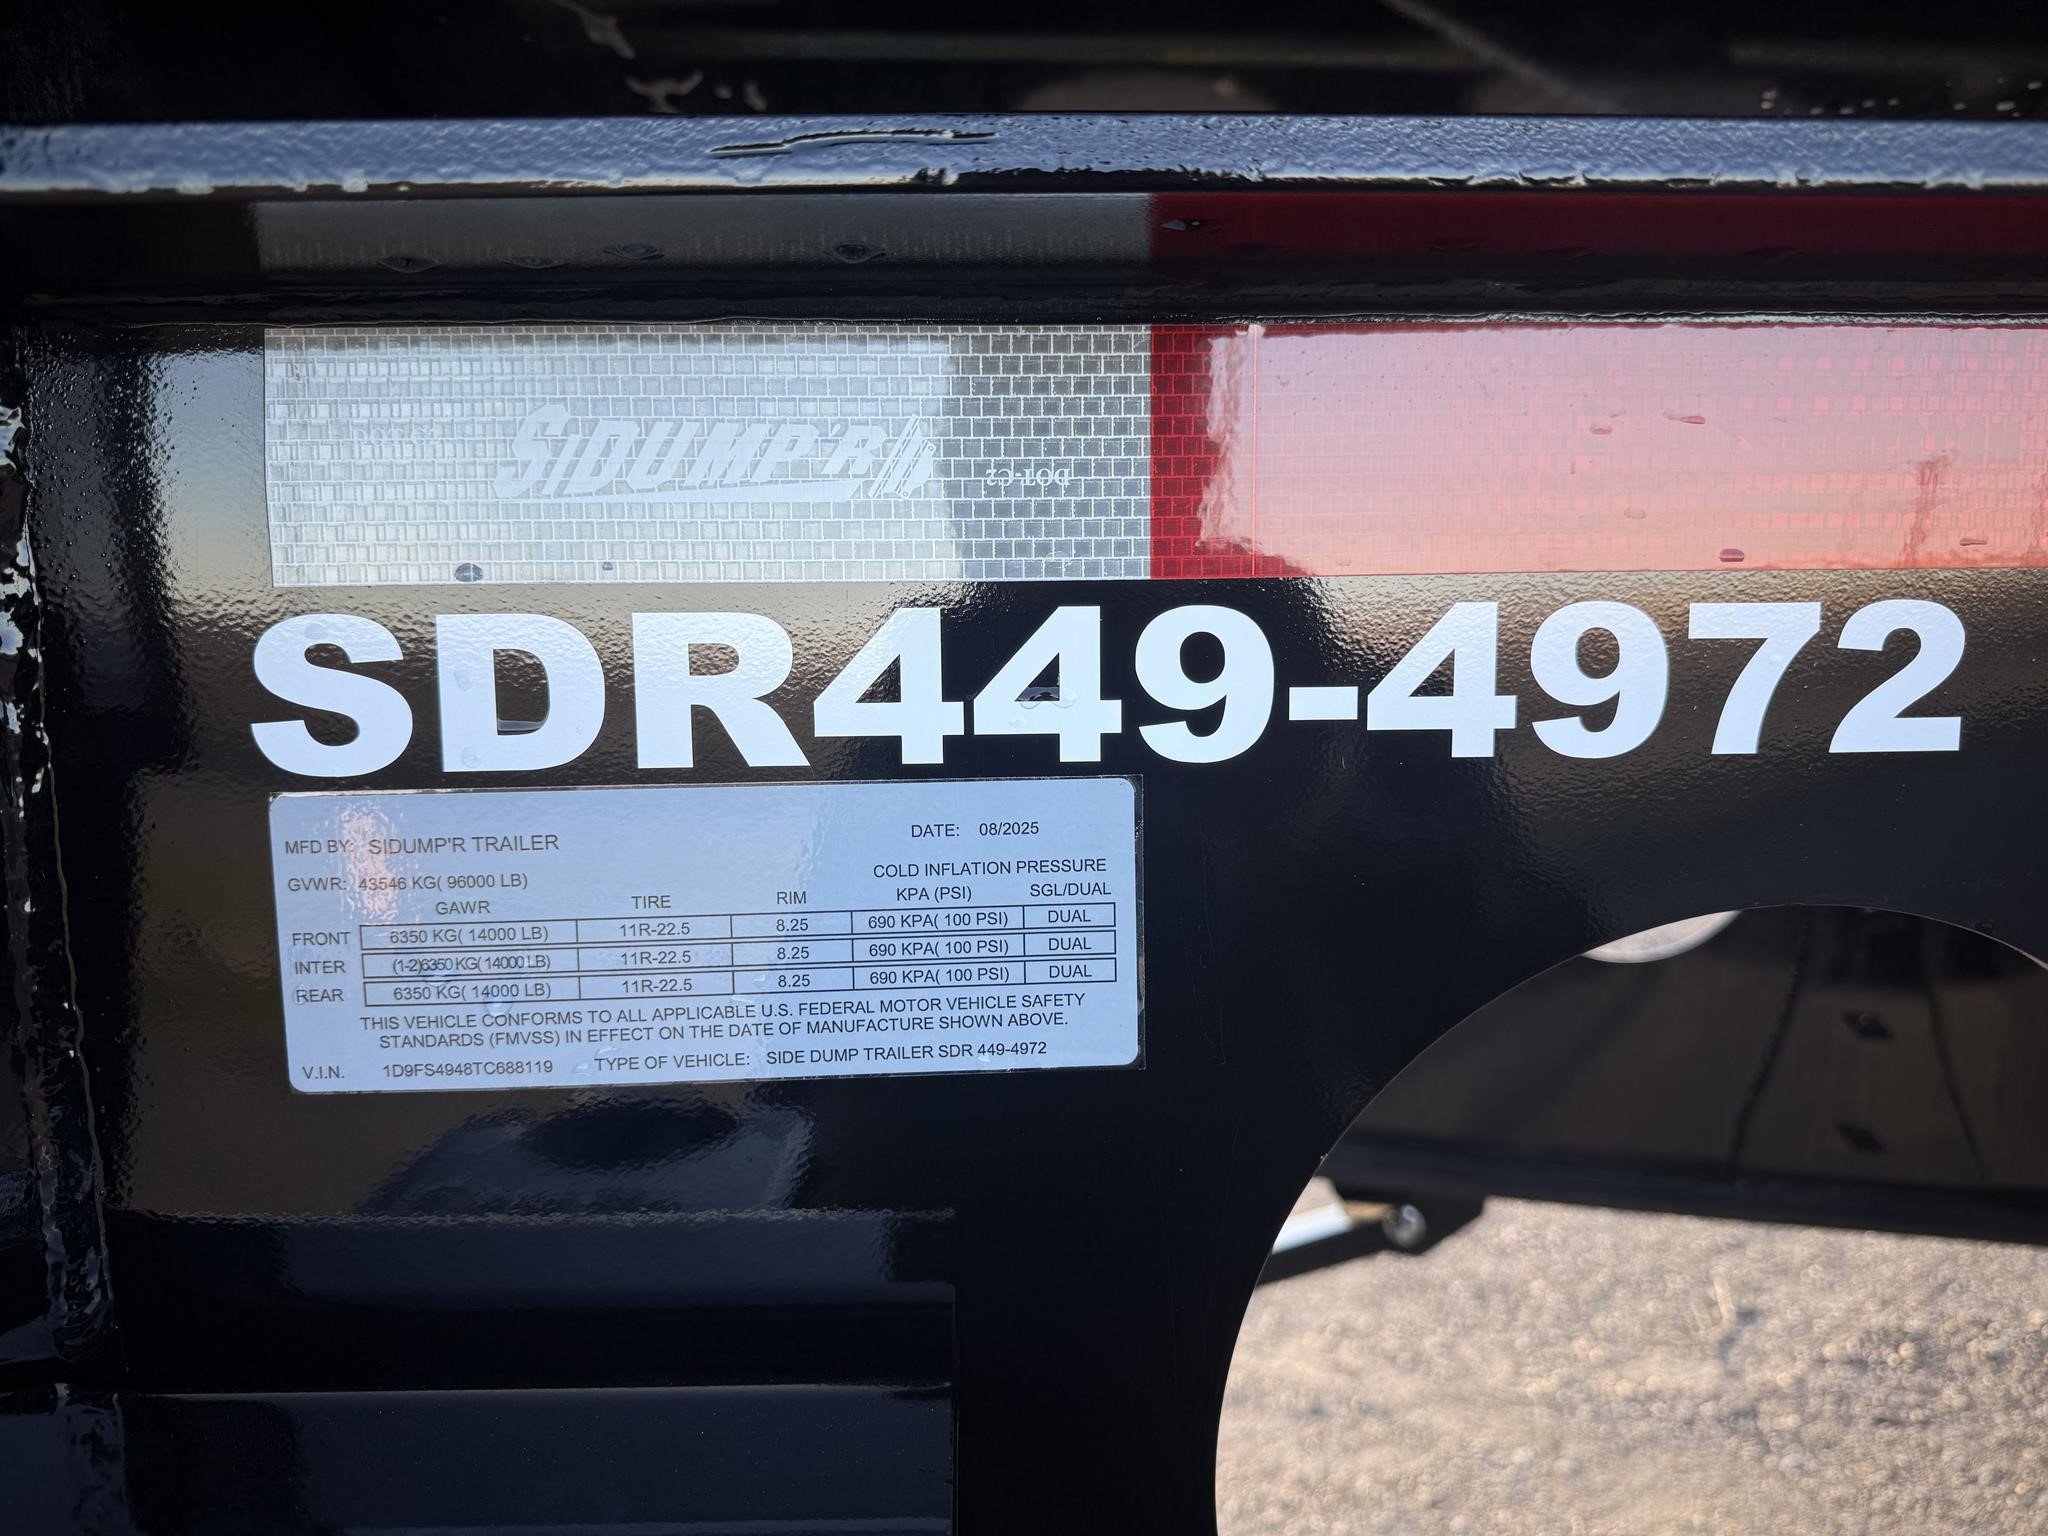 SIDUMP'R
DOT-C2
SDR449-4972
MFD BY: SIDUMP'R TRAILER DATE: 08/2025
COLD INFLATION PRESSURE
GVWR: 43546 KG( 96000 LB)
GAWR TIRE RIM KPA (PSI) SGL/DUAL
FRONT 6350 KG( 14000 LB) 11R-22.5 8.25 690 KPA( 100 PSI) DUAL
INTER (1-2)6350 KG( 14000 LB) 11R-22.5 8.25 690 KPA( 100 PSI) DUAL
REAR 6350 KG( 14000 LB) 11R-22.5 8.25 690 KPA( 100 PSI) DUAL
THIS VEHICLE CONFORMS TO ALL APPLICABLE U.S. FEDERAL MOTOR VEHICLE SAFETY
STANDARDS (FMVSS) IN EFFECT ON THE DATE OF MANUFACTURE SHOWN ABOVE.
V.I.N. 1D9FS4948TC688119 TYPE OF VEHICLE: SIDE DUMP TRAILER SDR 449-4972